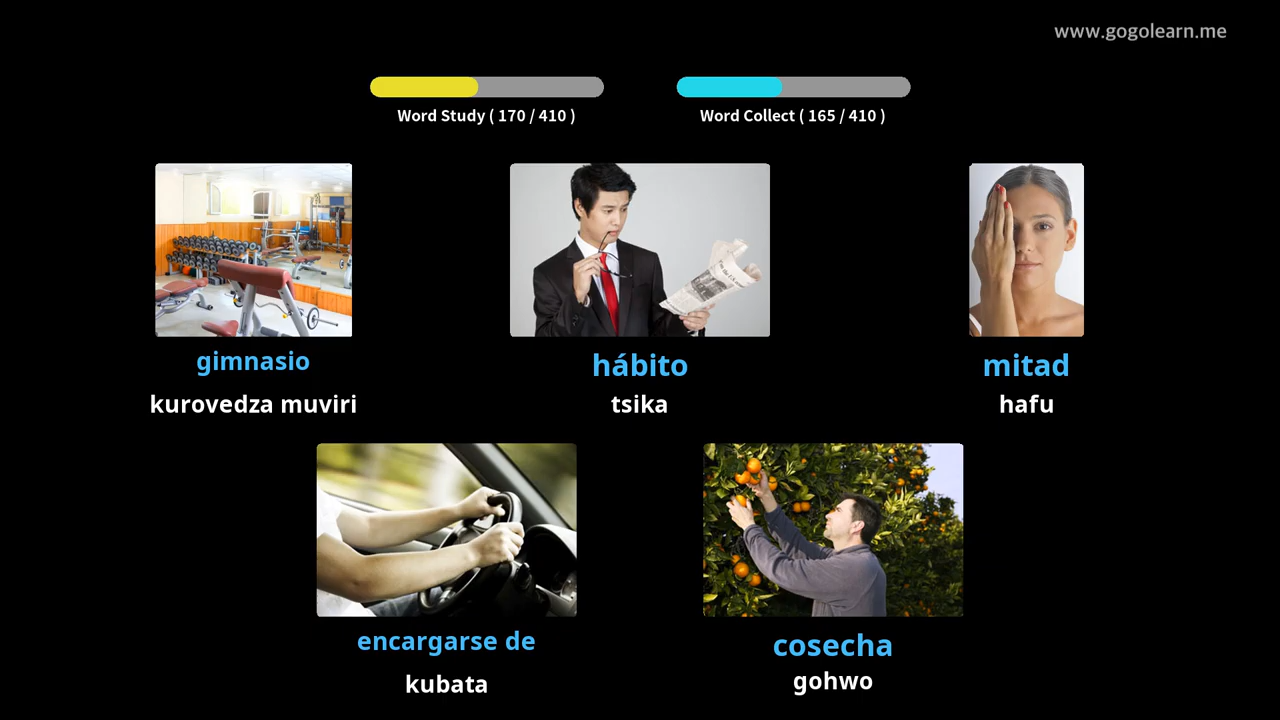 www.gogolearn.me
Word Study ( 170 / 410 )
Word Collect ( 165 / 410 )
gimnasio
kurovedza muviri
hábito
tsika
mitad
hafu
encargarse de
kubata
cosecha
gohwo